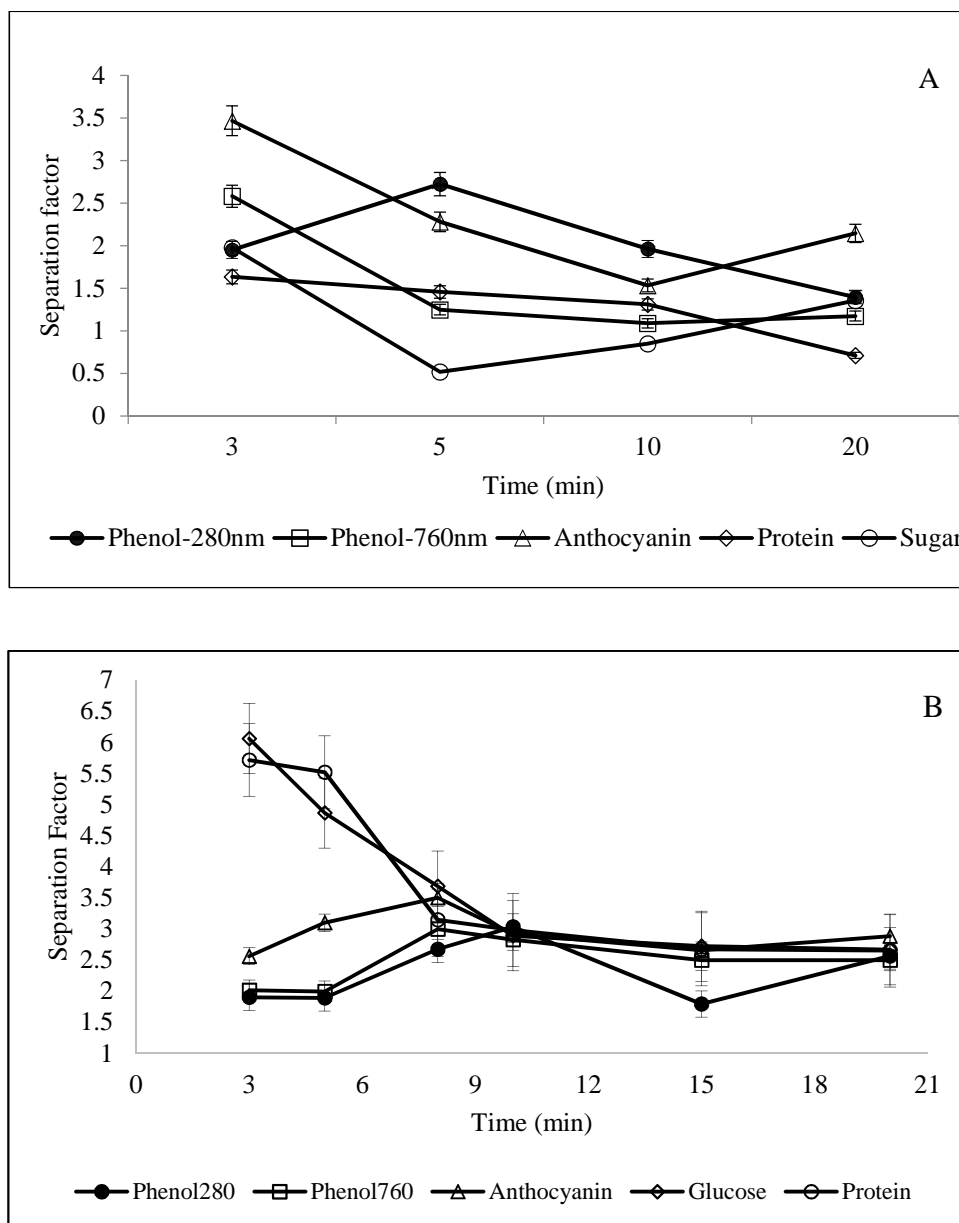 A
4
3.5
3
2.5
2
1.5
1
0.5
0
Separation factor
3 5 10 20
Time (min)
Phenol-280nm Phenol-760nm Anthocyanin Protein Sugar
B
7
6.5
6
5.5
5
4.5
4
3.5
3
2.5
2
1.5
1
Separation Factor
0 3 6 9 12 15 18 21
Time (min)
Phenol280 Phenol760 Anthocyanin Glucose Protein